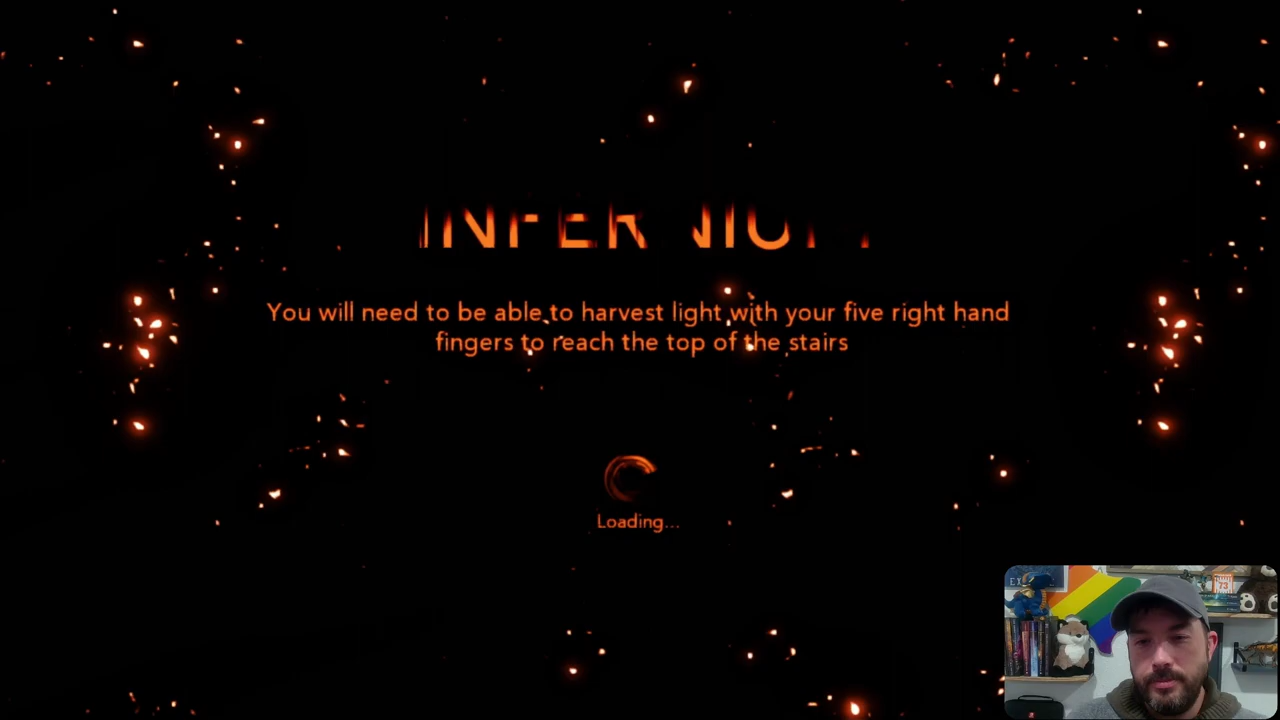 INFERNIUM
You will need to be able to harvest light with your five right hand
fingers to reach the top of the stairs
Loading...